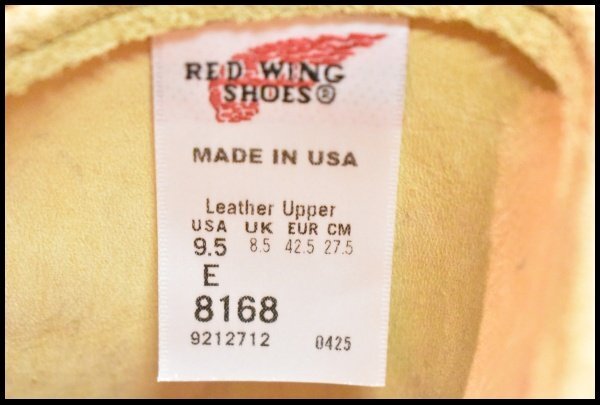 RED WING
SHOES®
MADE IN USA
Leather Upper
USA UK EUR CM
9.5 8.5 42.5 27.5
E
8168
9212712 0425